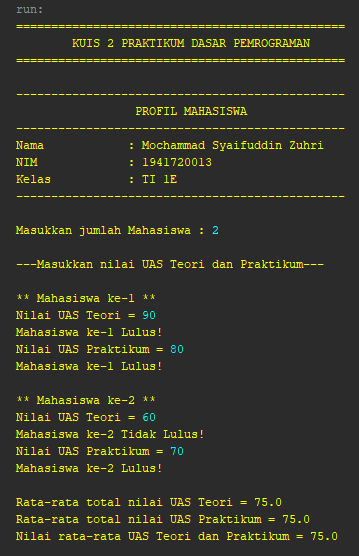 run:
===============================================
KUIS 2 PRAKTIKUM DASAR PEMROGRAMAN
===============================================
-----------------------------------------------
PROFIL MAHASISWA
-----------------------------------------------
Nama : Mochammad Syaifuddin Zuhri
NIM : 1941720013
Kelas : TI 1E
-----------------------------------------------
Masukkan jumlah Mahasiswa : 2
---Masukkan nilai UAS Teori dan Praktikum---
** Mahasiswa ke-1 **
Nilai UAS Teori = 90
Mahasiswa ke-1 Lulus!
Nilai UAS Praktikum = 80
Mahasiswa ke-1 Lulus!
** Mahasiswa ke-2 **
Nilai UAS Teori = 60
Mahasiswa ke-2 Tidak Lulus!
Nilai UAS Praktikum = 70
Mahasiswa ke-2 Lulus!
Rata-rata total nilai UAS Teori = 75.0
Rata-rata total nilai UAS Praktikum = 75.0
Nilai rata-rata UAS Teori dan Praktikum = 75.0